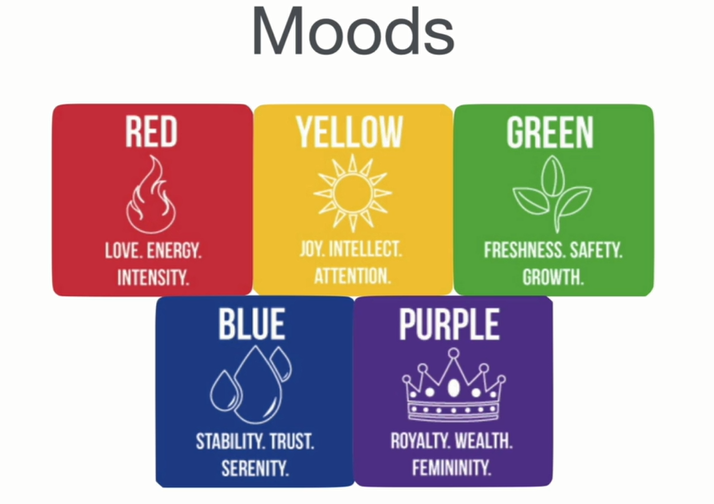 Moods
RED
LOVE. ENERGY.
INTENSITY.
YELLOW
JOY. INTELLECT.
ATTENTION.
GREEN
FRESHNESS. SAFETY.
GROWTH.
BLUE
STABILITY. TRUST.
SERENITY.
PURPLE
ROYALTY. WEALTH.
FEMININITY.